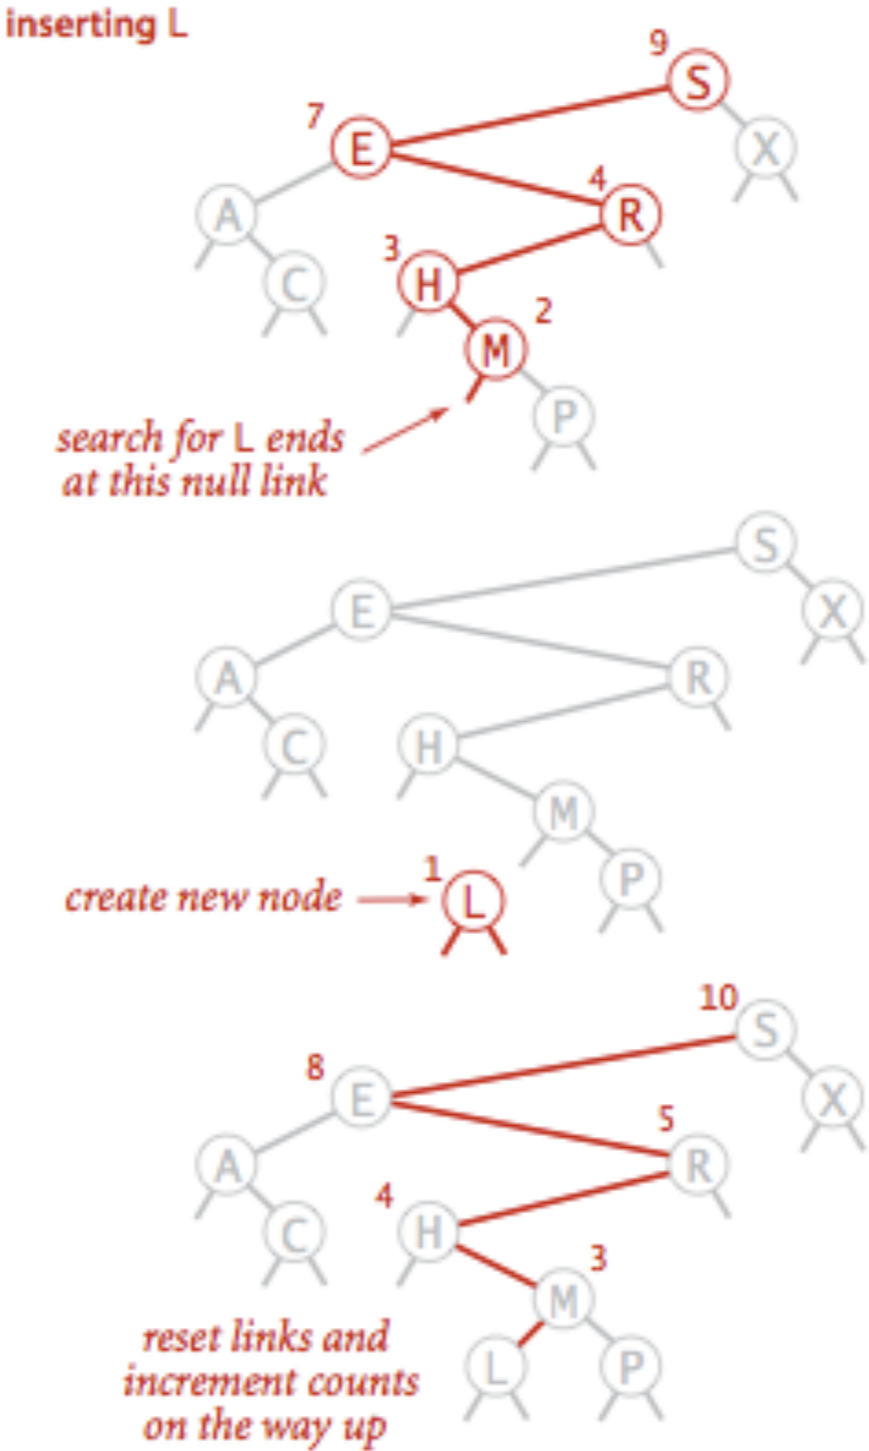 inserting L
9
S
7
E
X
4
A
R
3
C
H
2
M
P
search for L ends
at this null link
S
E
X
A
R
C
H
M
P
1
create new node
L
10
S
8
E
X
5
A
R
4
C
H
3
M
L
P
reset links and
increment counts
on the way up